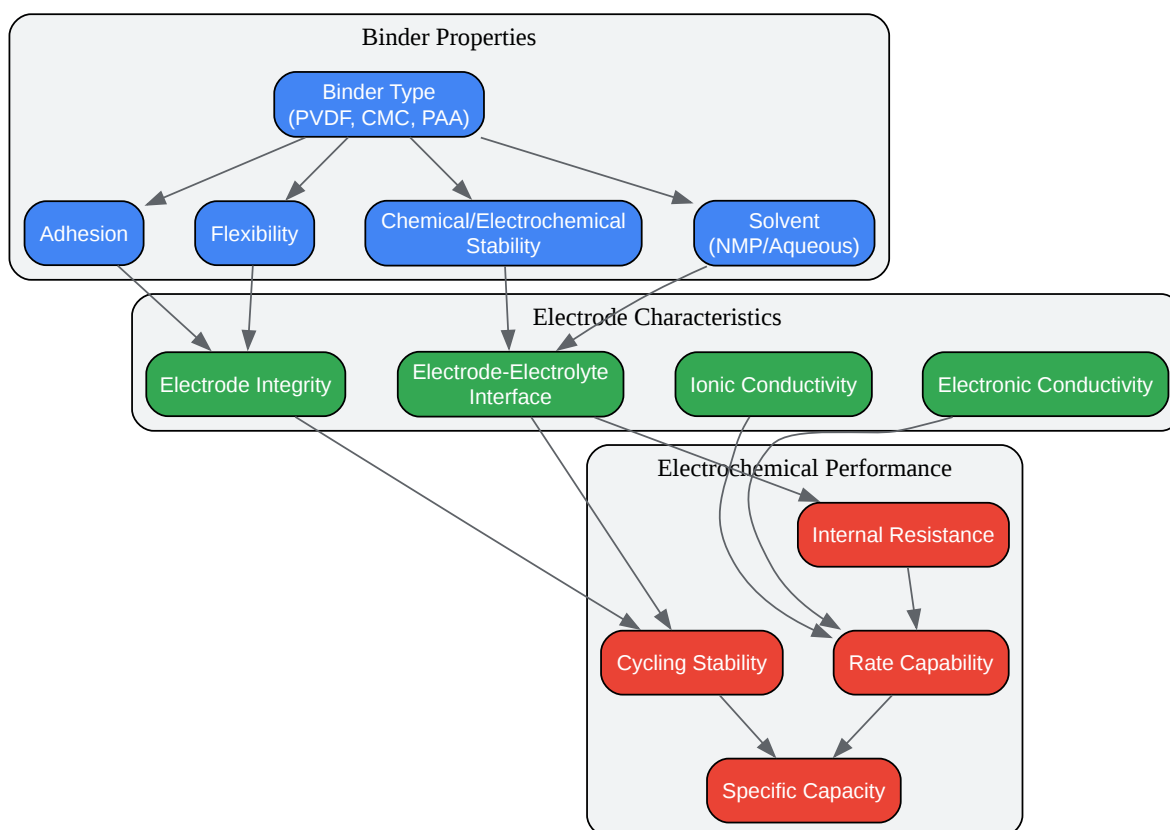 Binder Properties
Binder Type
(PVDF, CMC, PAA)
Adhesion
Flexibility
Chemical/Electrochemical
Stability
Solvent
(NMP/Aqueous)
Electrode Characteristics
Electrode Integrity
Electrode-Electrolyte
Interface
Ionic Conductivity
Electronic Conductivity
Electrochemical Performance
Internal Resistance
Cycling Stability
Rate Capability
Specific Capacity